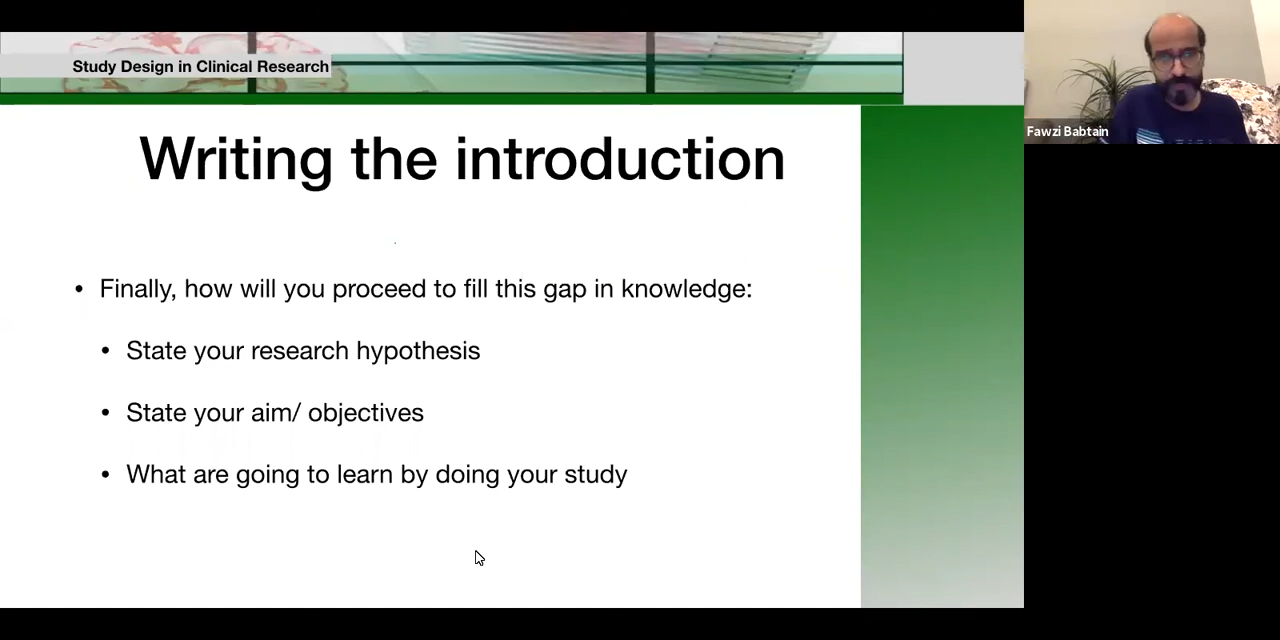 Study Design in Clinical Research
Writing the introduction
• Finally, how will you proceed to fill this gap in knowledge:
• State your research hypothesis
• State your aim/ objectives
• What are going to learn by doing your study
Fawzi Babtain